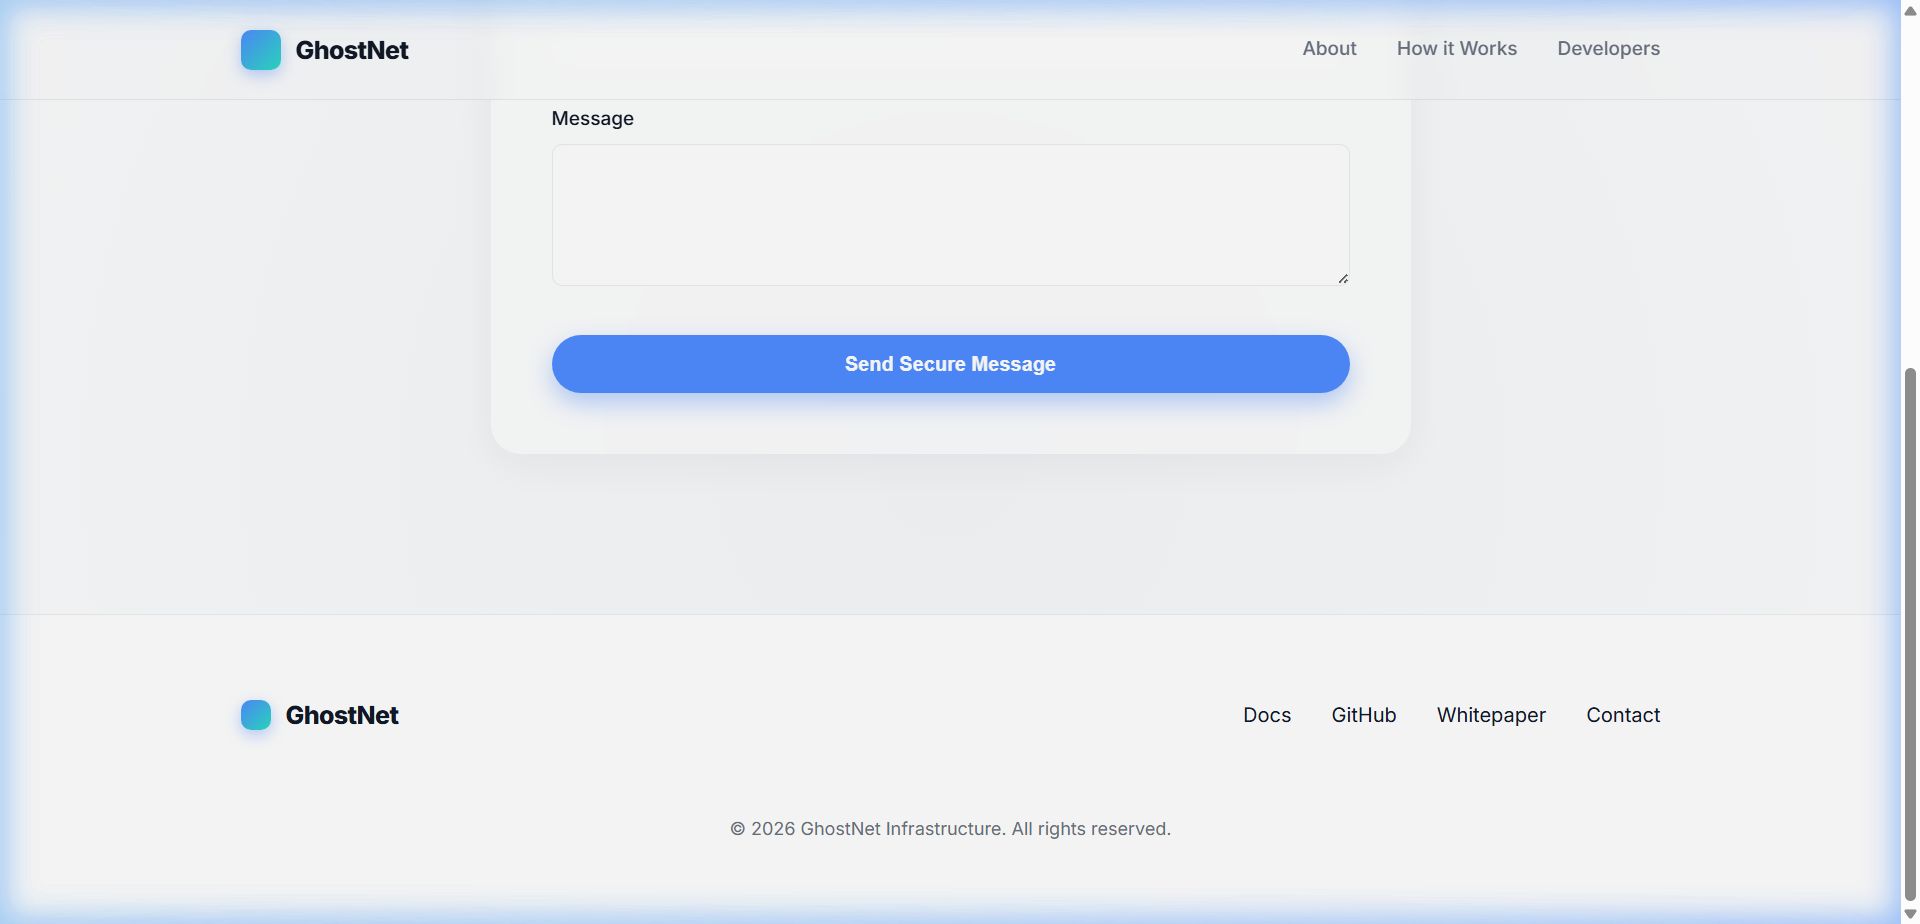 GhostNet
About
How it Works
Developers
Message
Send Secure Message
GhostNet
Docs
GitHub
Whitepaper
Contact
© 2026 GhostNet Infrastructure. All rights reserved.